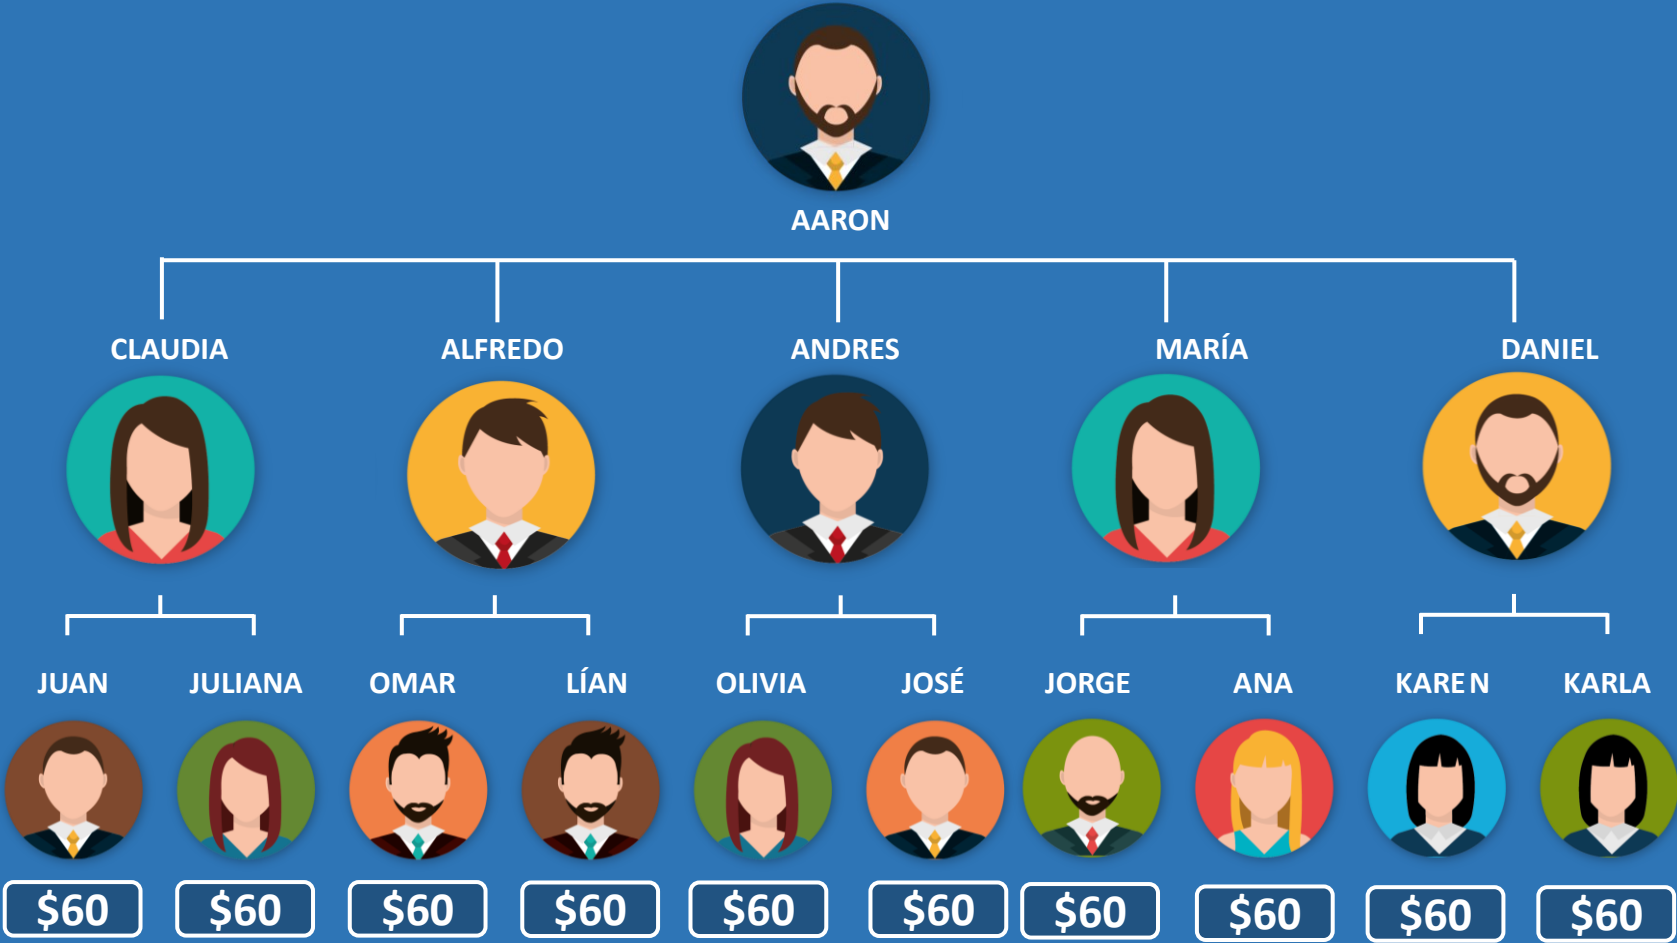 AARON
CLAUDIA ALFREDO ANDRES MARÍA DANIEL
JUAN JULIANA OMAR LÍAN OLIVIA JOSÉ JORGE ANA KAREN KARLA
$60 $60 $60 $60 $60 $60 $60 $60 $60 $60